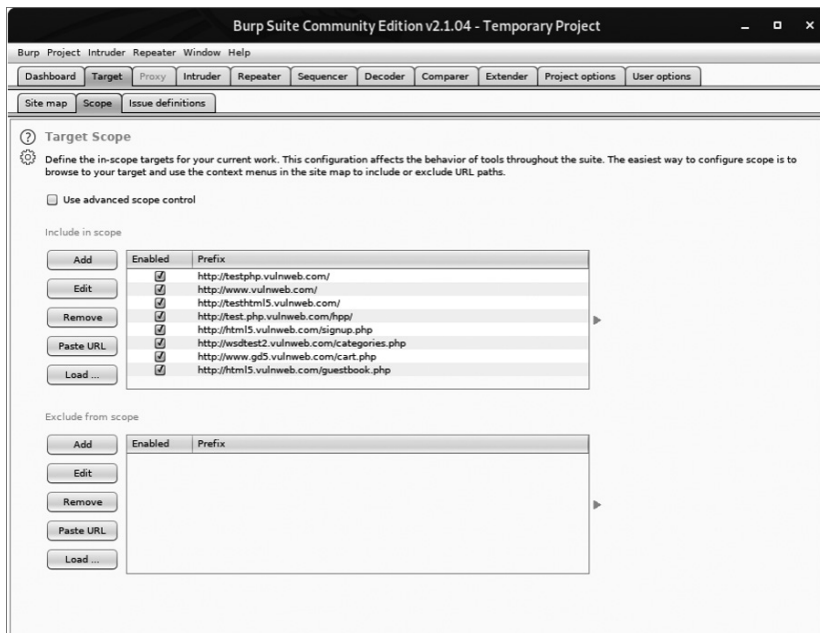 Burp Suite Community Edition v2.1.04 - Temporary Project
Burp Project Intruder Repeater Window Help
Dashboard Target Proxy Intruder Repeater Sequencer Decoder Comparer Extender Project options User options
Site map Scope Issue definitions
Target Scope
Define the in-scope targets for your current work. This configuration affects the behavior of tools throughout the suite. The easiest way to configure scope is to
browse to your target and use the context menus in the site map to include or exclude URL paths.
Use advanced scope control
Include in scope
Add
Edit
Remove
Paste URL
Load ...
Enabled Prefix
http://testphp.vulnweb.com/
http://www.vulnweb.com/
http://testhtml5.vulnweb.com/
http://test.php.vulnweb.com/hpp/
http://html5.vulnweb.com/signup.php
http://wsdtest2.vulnweb.com/categories.php
http://www.gd5.vulnweb.com/cart.php
http://html5.vulnweb.com/guestbook.php
Exclude from scope
Add
Edit
Remove
Paste URL
Load ...
Enabled Prefix